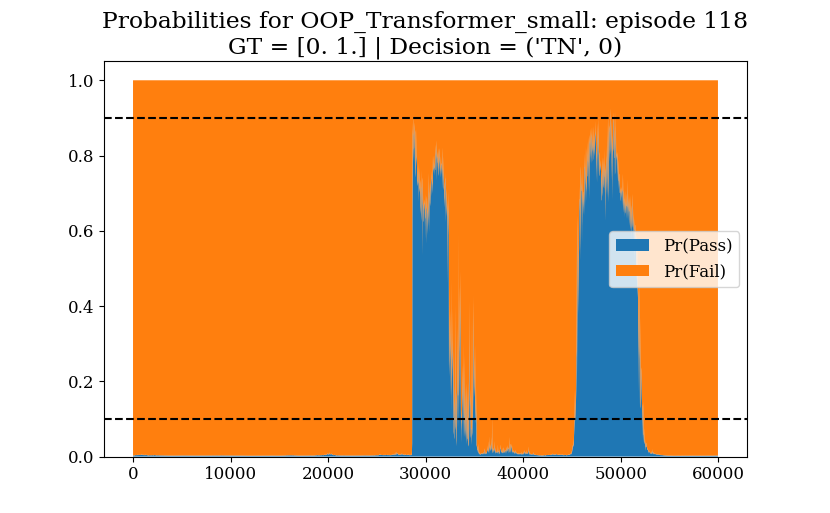 Probabilities for OOP_Transformer_small: episode 118
GT = [0. 1.] | Decision = ('TN', 0)
1.0
0.8
0.6
0.4
0.2
0.0
Pr(Pass)
Pr(Fail)
0 10000 20000 30000 40000 50000 60000